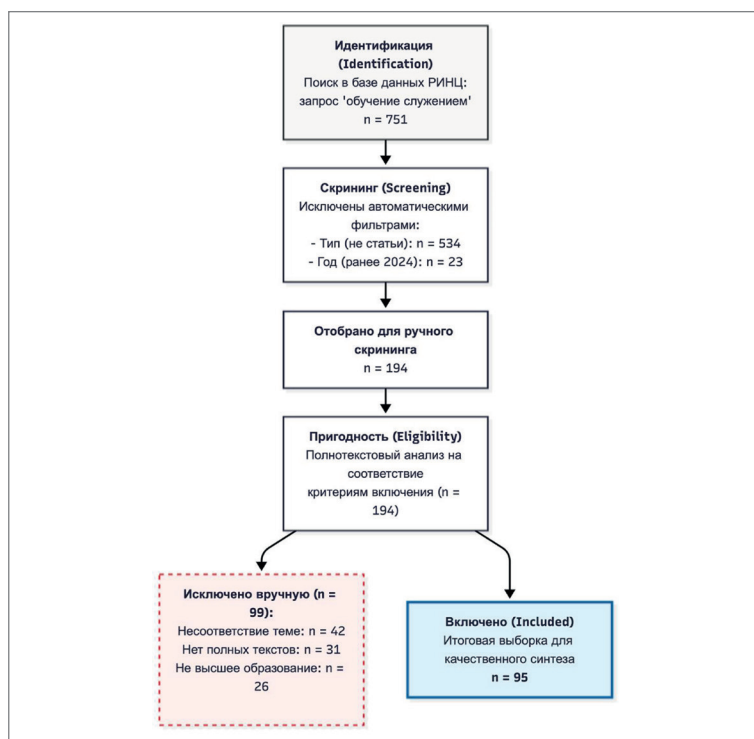 Идентификация
(Identification)
Поиск в базе данных РИНЦ:
запрос 'обучение служением'
n = 751
Скрининг (Screening)
Исключены автоматическими
фильтрами:
- Тип (не статьи): n = 534
- Год (ранее 2024): n = 23
Отобрано для ручного
скрининга
n = 194
Пригодность (Eligibility)
Полнотекстовый анализ на
соответствие
критериям включения (n =
194)
Исключено вручную (n =
99):
Несоответствие теме: n = 42
Нет полных текстов: n = 31
Не высшее образование: n =
26
Включено (Included)
Итоговая выборка для
качественного синтеза
n = 95